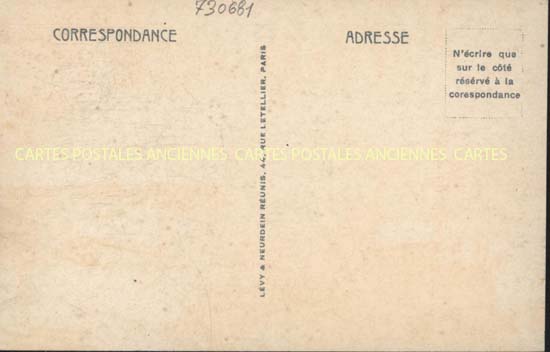 730681
CORRESPONDANCE
ADRESSE
N'écrire que
sur le côté
résérvé à la
corespondance
LÉVY & NEURDEIN RÉUNIS, 44, RUE LETELLIER, PARIS
CARTES POSTALES ANCIENNES CARTES POSTALES ANCIENNES CARTES